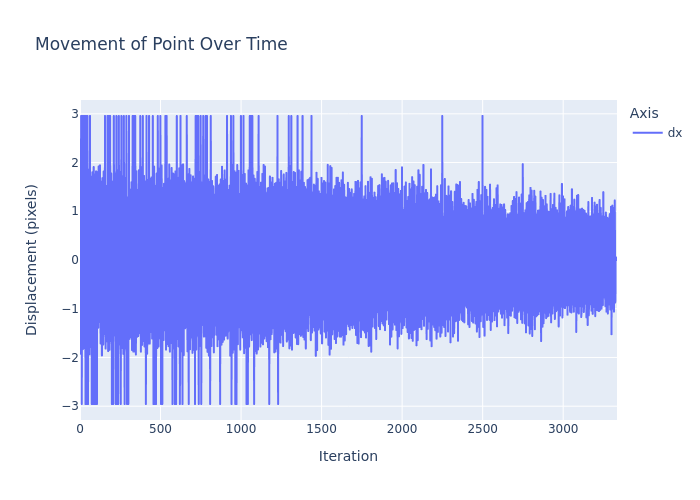 Movement of Point Over Time
Axis
dx
3
2
1
0
−1
−2
−3
Displacement (pixels)
0 500 1000 1500 2000 2500 3000
Iteration